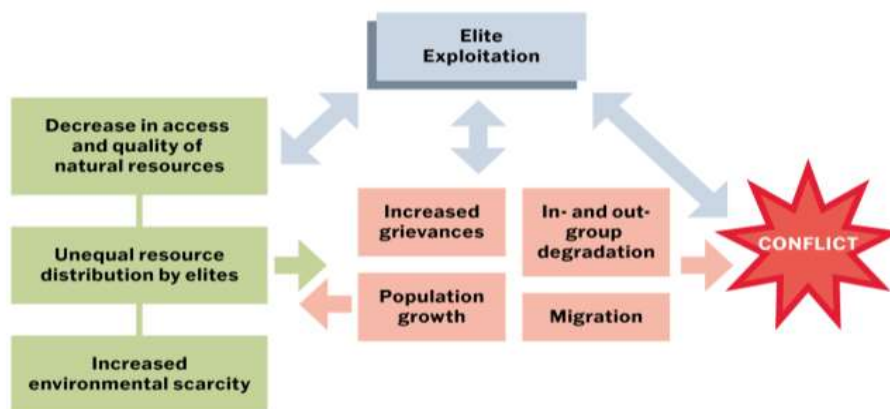 Elite
Exploitation
Decrease in access
and quality of
natural resources
Unequal resource
distribution by elites
Increased
environmental scarcity
Increased
grievances
In- and out-
group
degradation
Population
growth
Migration
CONFLICT